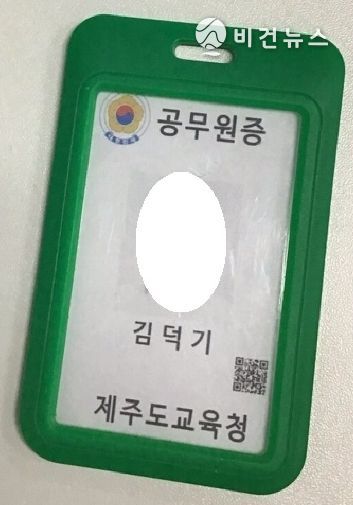 비건뉴스
공무원증
김덕기
제주도교육청